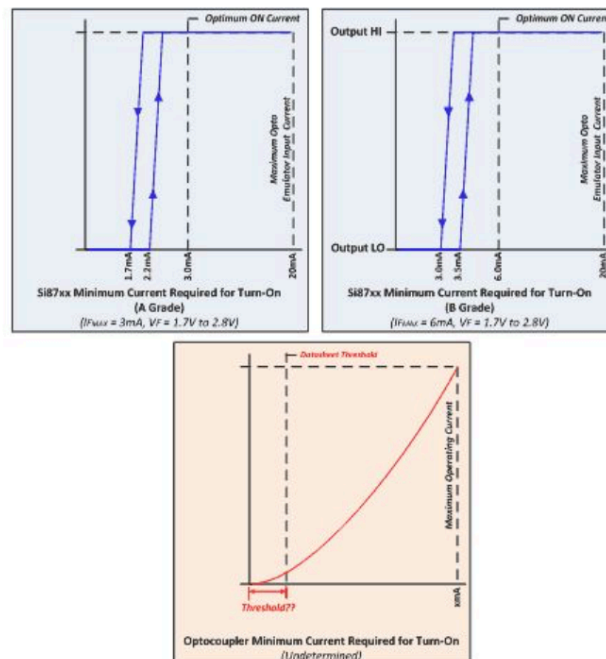 Optimum ON Current
Maximum Opto
Emulator Input Current
1.7mA
2.2mA
3.0mA
20mA
Si87xx Minimum Current Required for Turn-On
(A Grade)
(IFMAX = 3mA, VF = 1.7V to 2.8V)
Optimum ON Current
Output HI
Maximum Opto
Emulator Input Current
Output LO
3.0mA
3.5mA
6.0mA
20mA
Si87xx Minimum Current Required for Turn-On
(B Grade)
(IFMAX = 6mA, VF = 1.7V to 2.8V)
Datasheet Threshold
Maximum Operating Current
Threshold??
xmA
Optocoupler Minimum Current Required for Turn-On
(Undetermined)